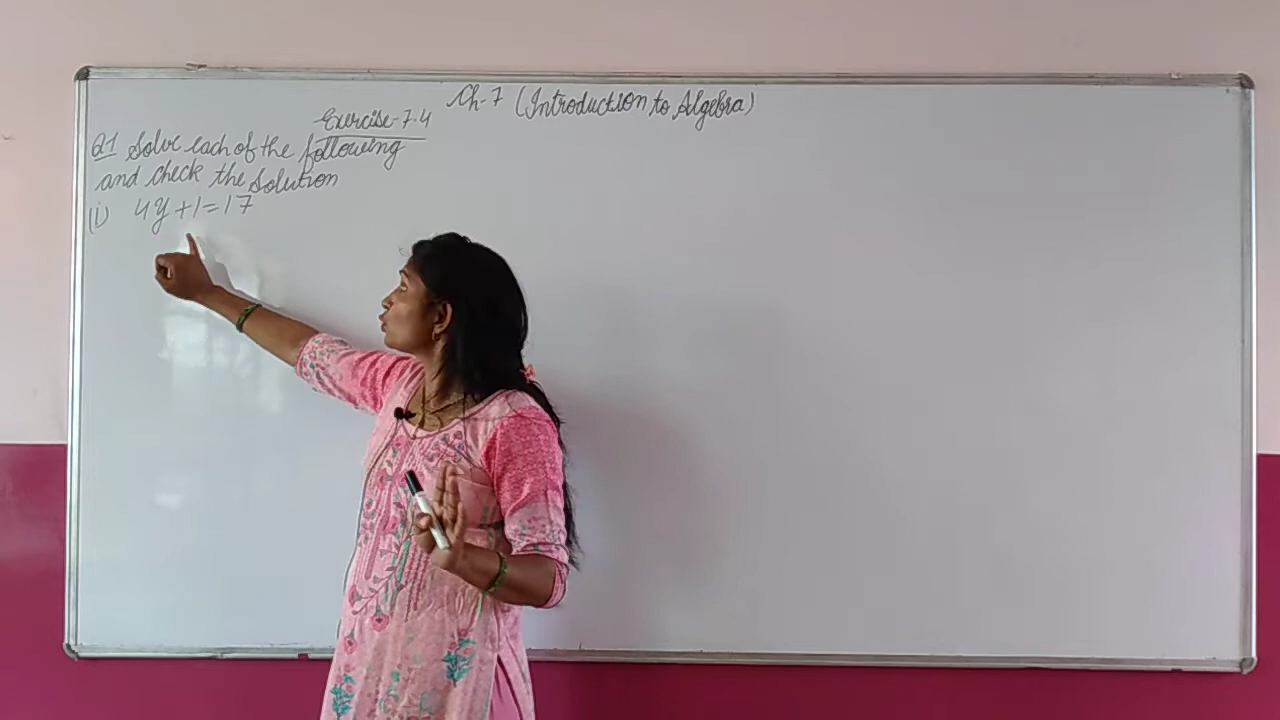 Ch-7 (Introduction to Algebra)
Exercise-7.4
Q1 Solve each of the following
and check the solution
(i) 4y+1=17